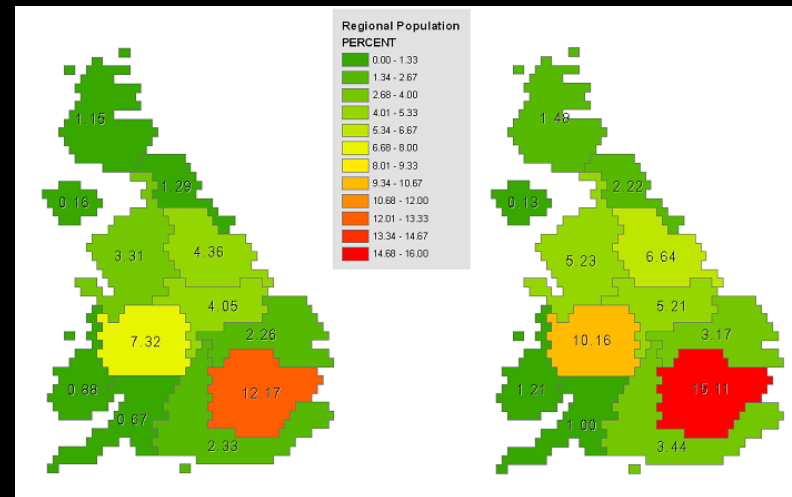 Regional Population
PERCENT
0.00 - 1.33
1.34 - 2.67
2.68 - 4.00
4.01 - 5.33
5.34 - 6.67
6.68 - 8.00
8.01 - 9.33
9.34 - 10.67
10.68 - 12.00
12.01 - 13.33
13.34 - 14.67
14.68 - 16.00
1.15
1.29
0.16
3.31
4.36
4.05
7.32
2.26
0.88
12.17
0.67
2.33
1.48
2.22
0.13
5.23
6.64
5.21
10.16
3.17
1.21
15.11
1.00
3.44